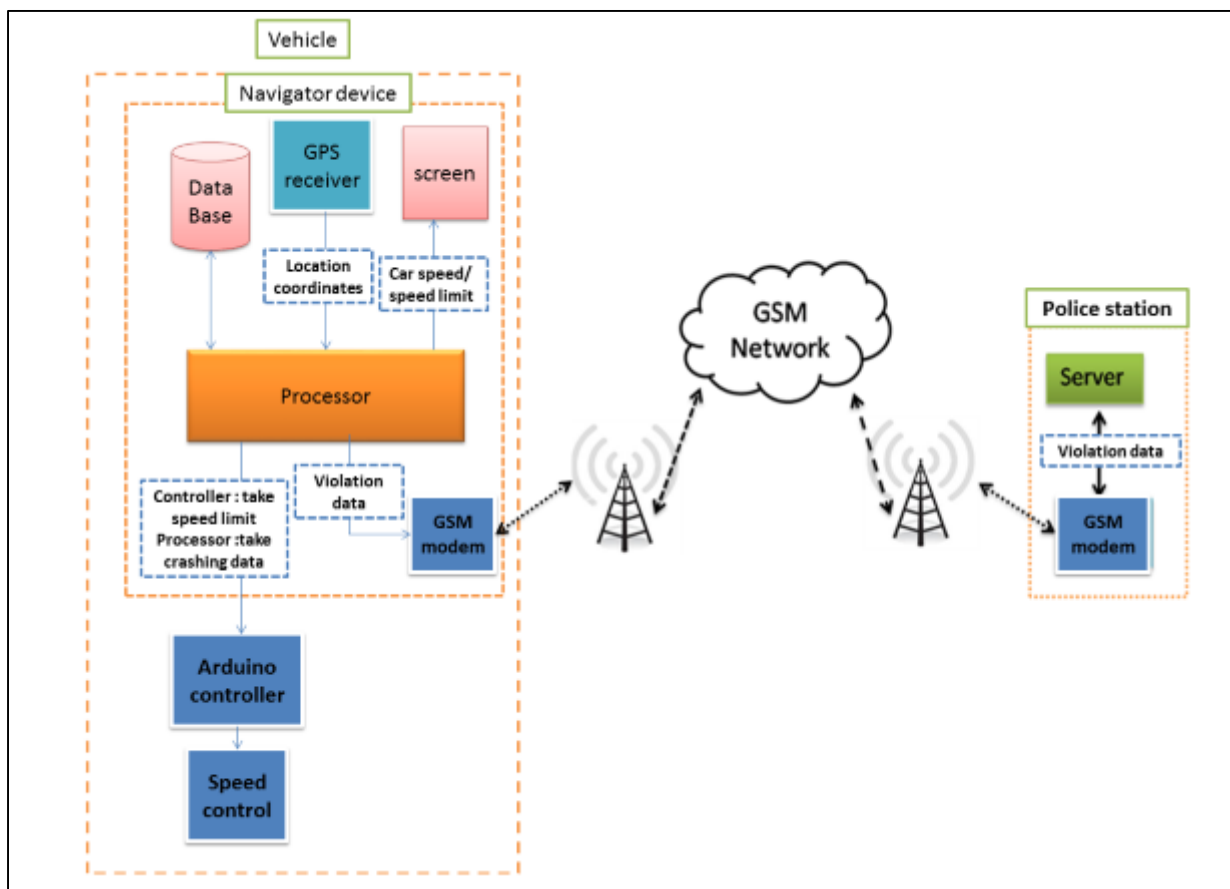 Vehicle
Navigator device
Data
Base
GPS
receiver
screen
Location
coordinates
Car speed/
speed limit
Processor
Controller : take
speed limit
Processor :take
crashing data
Violation
data
GSM
modem
Arduino
controller
Speed
control
GSM
Network
Police station
Server
Violation data
GSM
modem